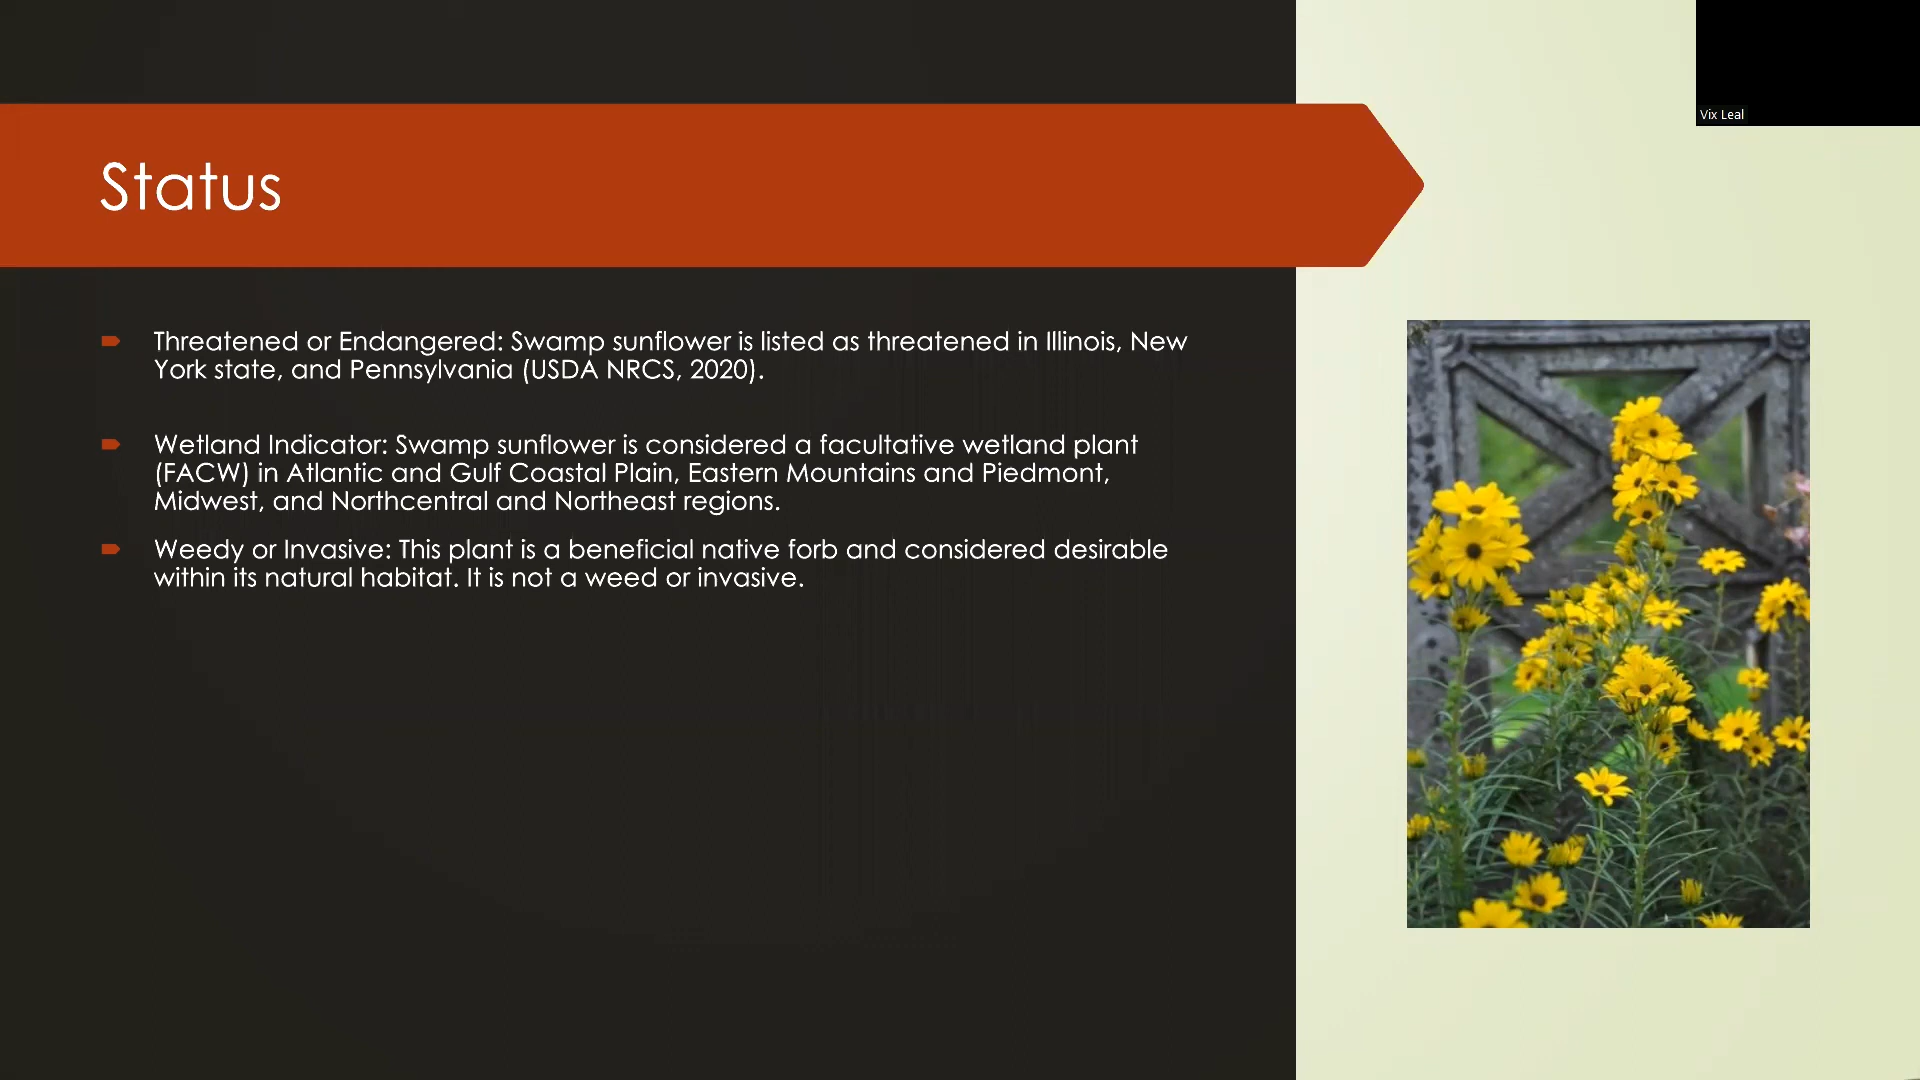 Vix Leal
Status
Threatened or Endangered: Swamp sunflower is listed as threatened in Illinois, New
York state, and Pennsylvania (USDA NRCS, 2020).
Wetland Indicator: Swamp sunflower is considered a facultative wetland plant
(FACW) in Atlantic and Gulf Coastal Plain, Eastern Mountains and Piedmont,
Midwest, and Northcentral and Northeast regions.
Weedy or Invasive: This plant is a beneficial native forb and considered desirable
within its natural habitat. It is not a weed or invasive.